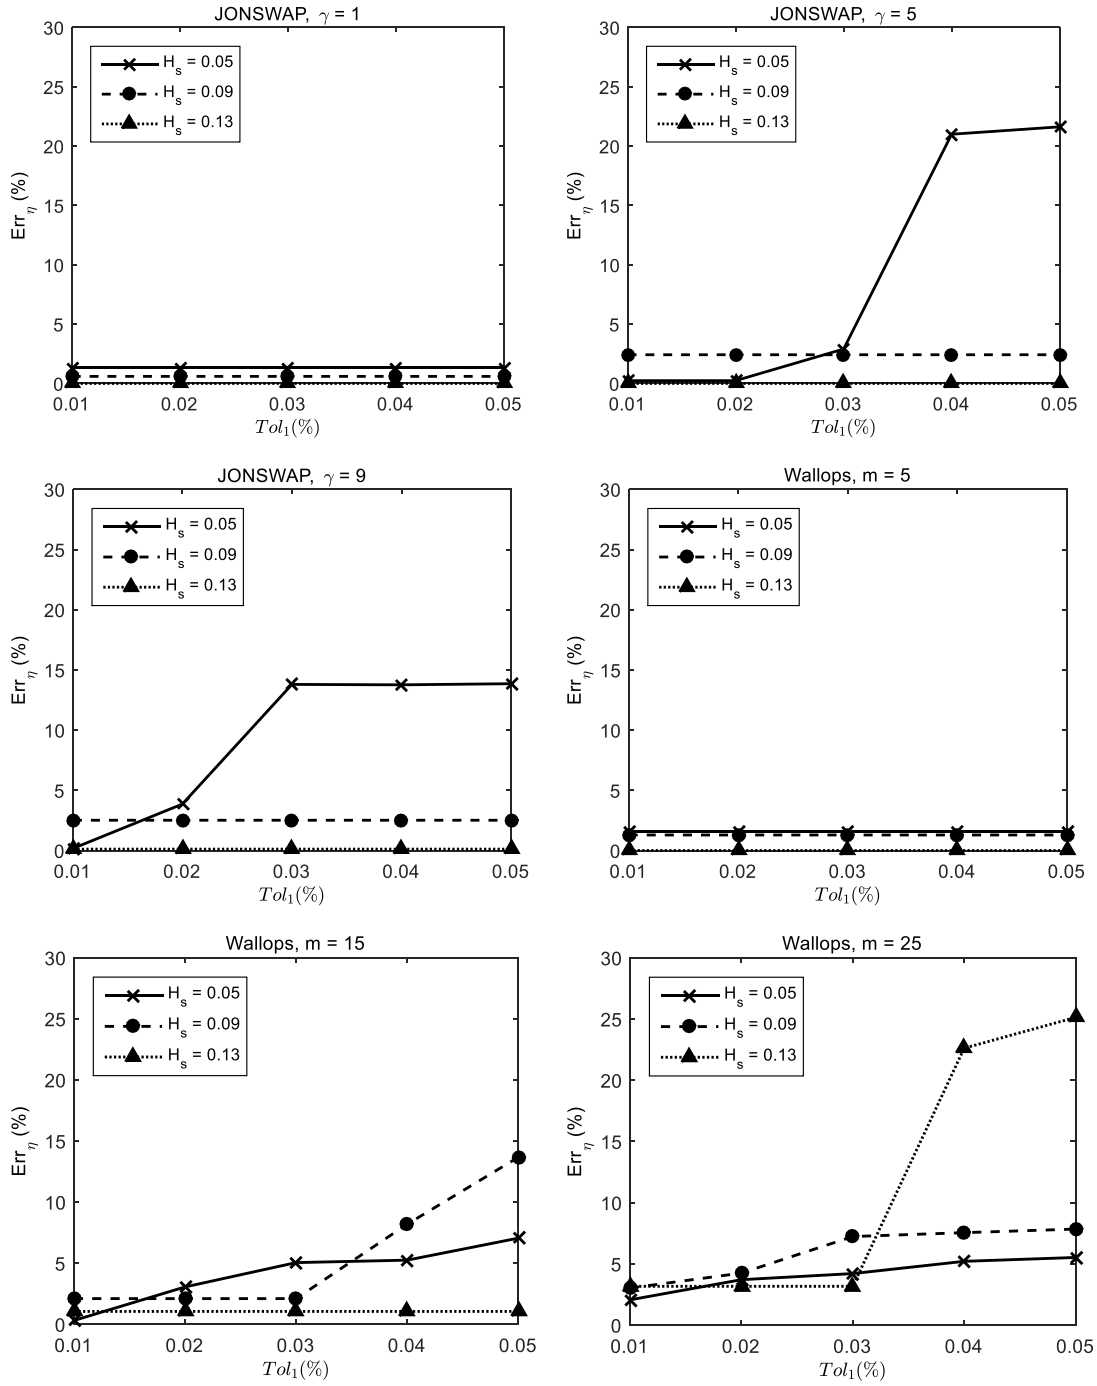 JONSWAP, γ = 1
30
25
20
15
10
5
0
Err_η (%)
H_s = 0.05
H_s = 0.09
H_s = 0.13
0.01 0.02 0.03 0.04 0.05
Tol₁(%)
JONSWAP, γ = 5
30
25
20
15
10
5
0
Err_η (%)
H_s = 0.05
H_s = 0.09
H_s = 0.13
0.01 0.02 0.03 0.04 0.05
Tol₁(%)
JONSWAP, γ = 9
30
25
20
15
10
5
0
Err_η (%)
H_s = 0.05
H_s = 0.09
H_s = 0.13
0.01 0.02 0.03 0.04 0.05
Tol₁(%)
Wallops, m = 5
30
25
20
15
10
5
0
Err_η (%)
H_s = 0.05
H_s = 0.09
H_s = 0.13
0.01 0.02 0.03 0.04 0.05
Tol₁(%)
Wallops, m = 15
30
25
20
15
10
5
0
Err_η (%)
H_s = 0.05
H_s = 0.09
H_s = 0.13
0.01 0.02 0.03 0.04 0.05
Tol₁(%)
Wallops, m = 25
30
25
20
15
10
5
0
Err_η (%)
H_s = 0.05
H_s = 0.09
H_s = 0.13
0.01 0.02 0.03 0.04 0.05
Tol₁(%)